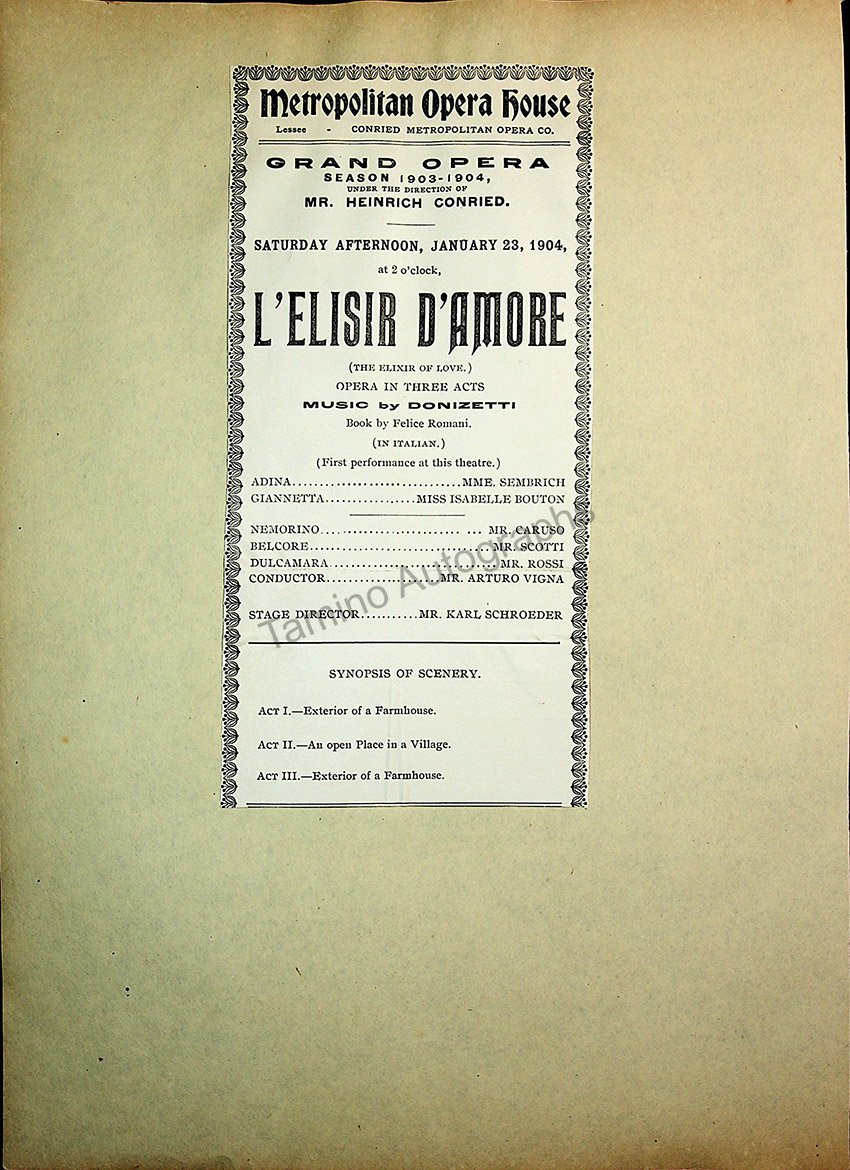 Metropolitan Opera House
Lessee - CONRIED METROPOLITAN OPERA CO.
GRAND OPERA
SEASON 1903-1904,
UNDER THE DIRECTION OF
MR. HEINRICH CONRIED.
SATURDAY AFTERNOON, JANUARY 23, 1904,
at 2 o'clock,
L'ELISIR D'AMORE
(THE ELIXIR OF LOVE.)
OPERA IN THREE ACTS
MUSIC by DONIZETTI
Book by Felice Romani.
(IN ITALIAN.)
(First performance at this theatre.)
ADINA................................MME. SEMBRICH
GIANNETTA................MISS ISABELLE BOUTON
NEMORINO.......................... ... MR. CARUSO
BELCORE..................................MR. SCOTTI
DULCAMARA................................MR. ROSSI
CONDUCTOR.....................MR. ARTURO VIGNA
STAGE DIRECTOR...........MR. KARL SCHROEDER
Tamino Autographs
SYNOPSIS OF SCENERY.
ACT I.—Exterior of a Farmhouse.
ACT II.—An open Place in a Village.
ACT III.—Exterior of a Farmhouse.